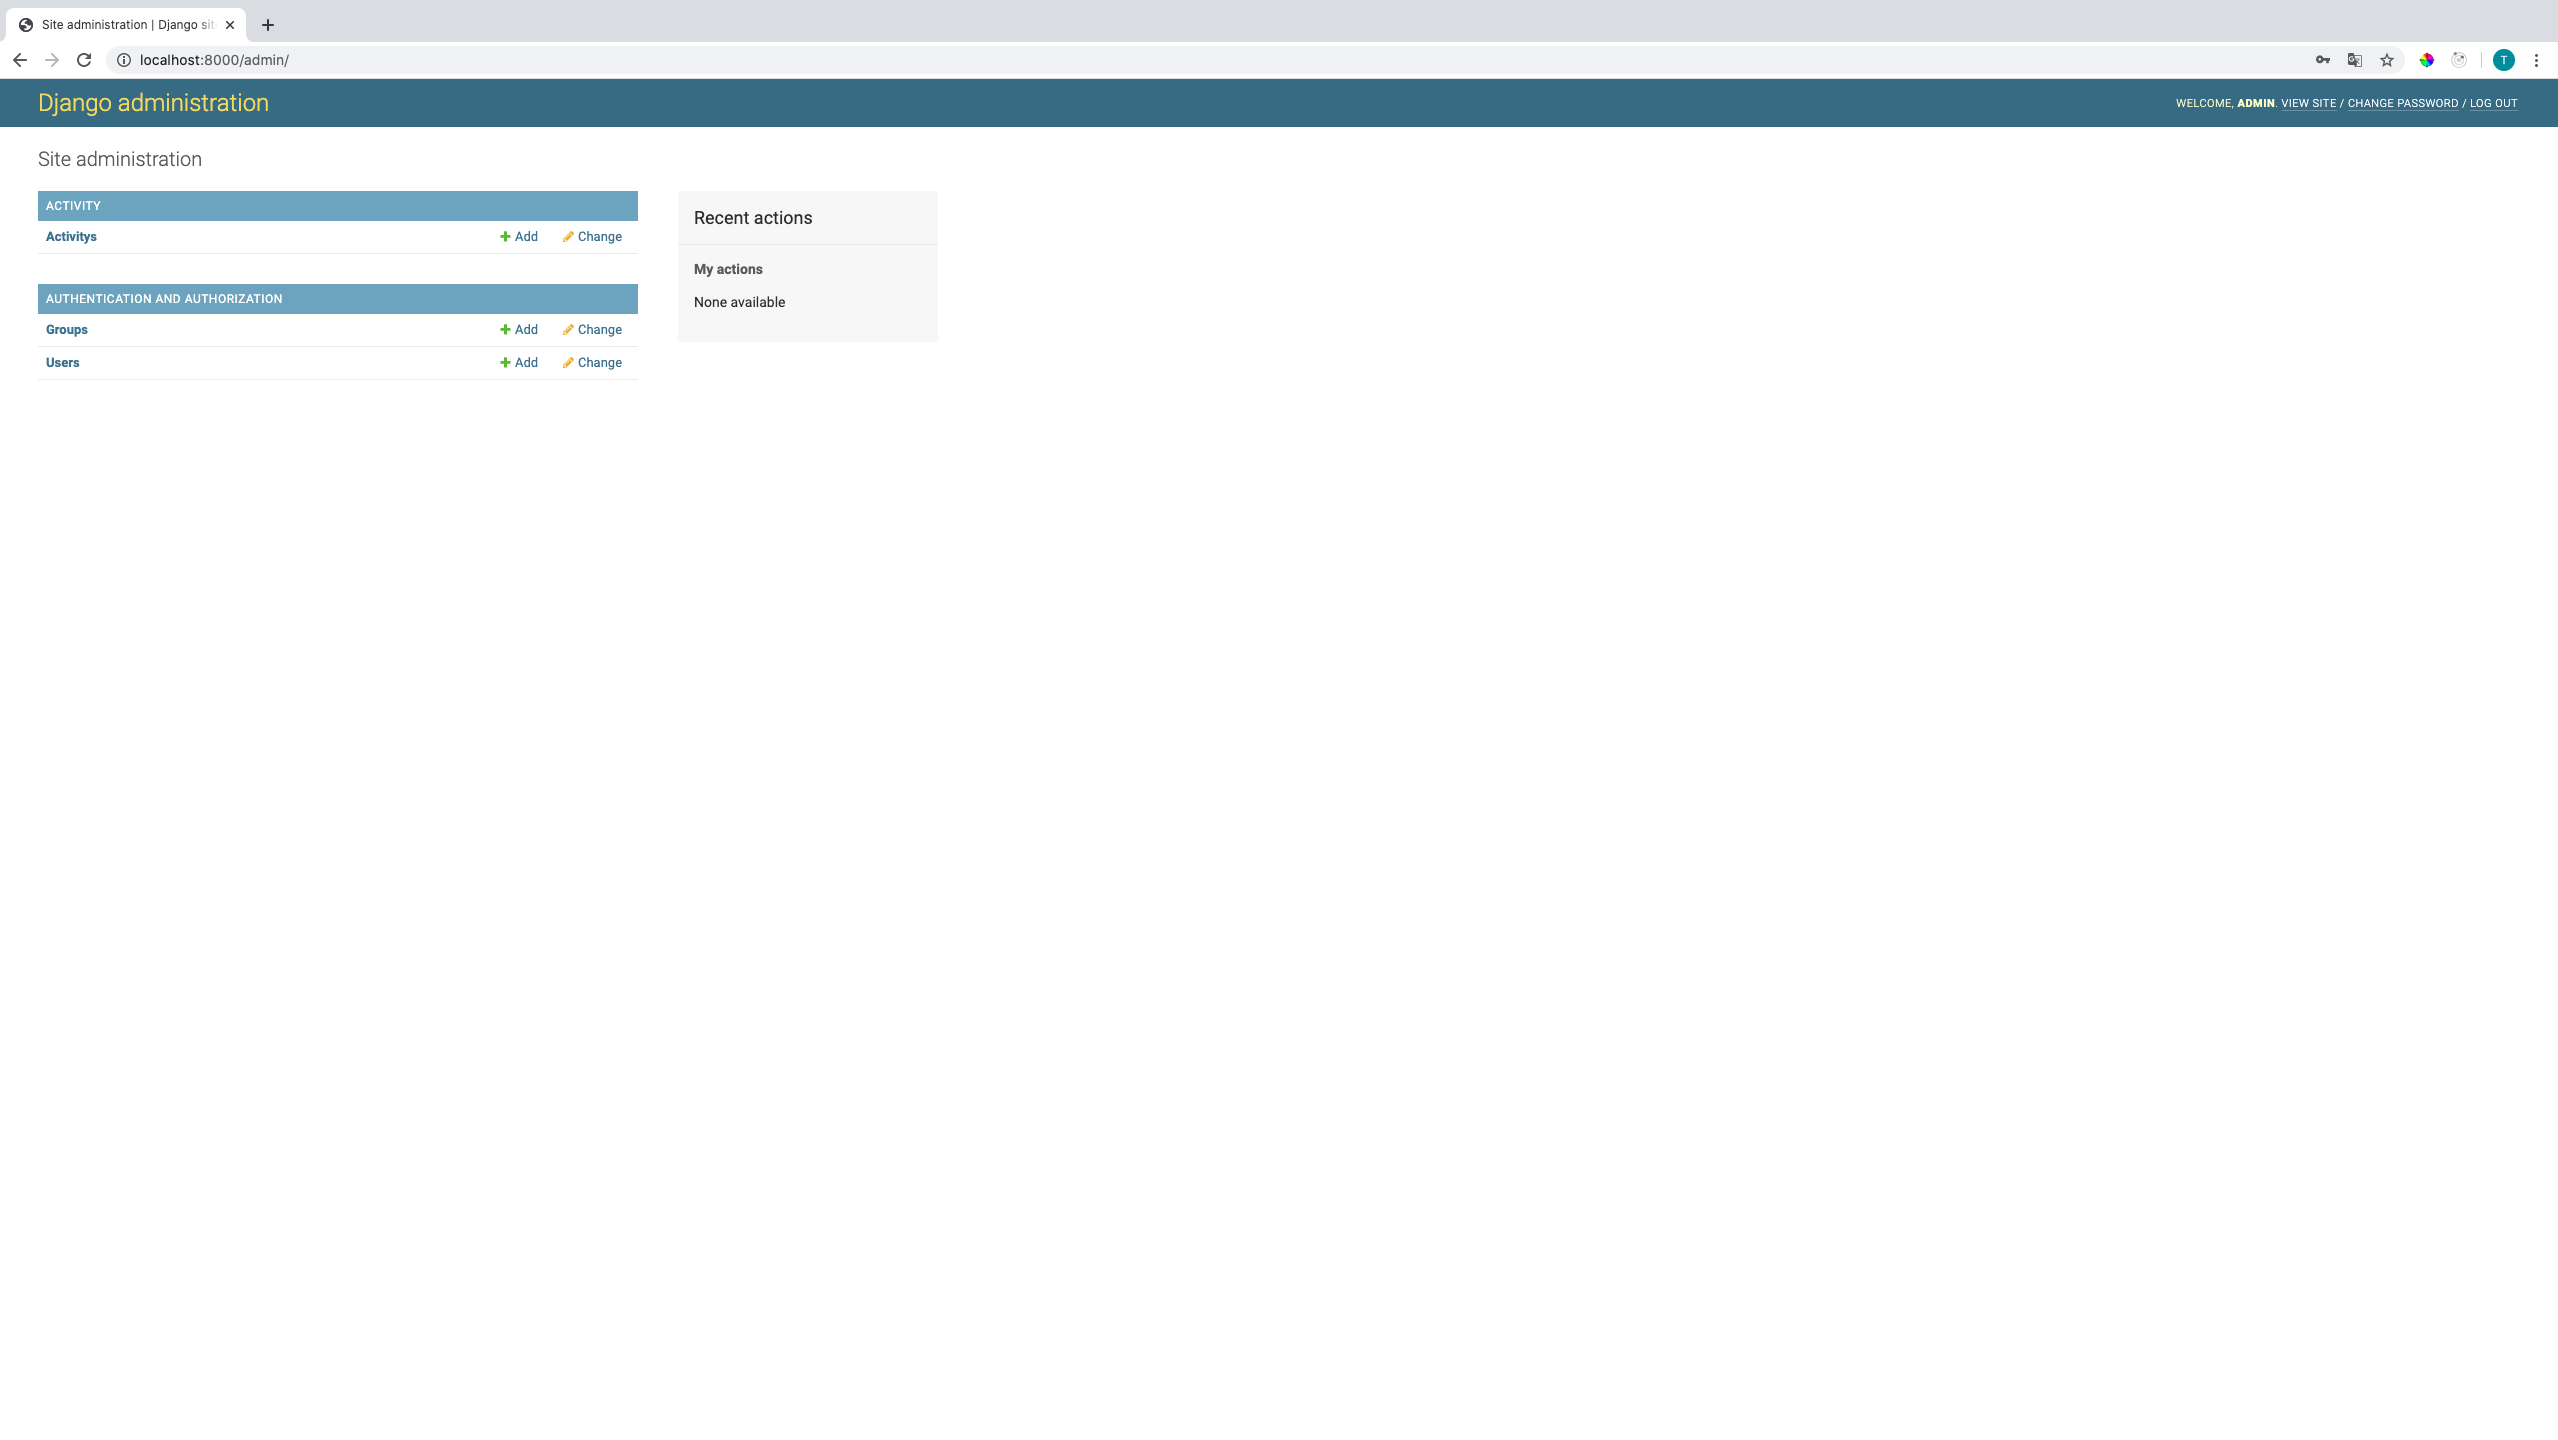 Site administration | Django sit
localhost:8000/admin/
T
Django administration
WELCOME, ADMIN. VIEW SITE / CHANGE PASSWORD / LOG OUT
Site administration
ACTIVITY
Activitys Add Change
AUTHENTICATION AND AUTHORIZATION
Groups Add Change
Users Add Change
Recent actions
My actions
None available